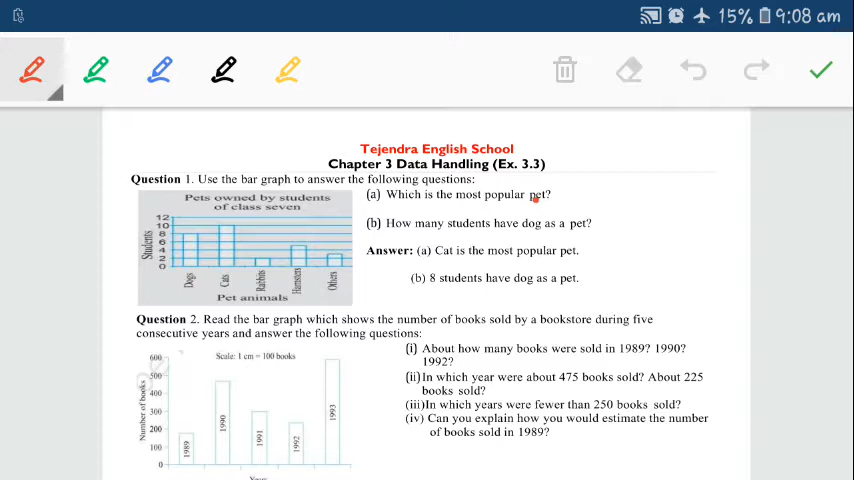 15% 9:08 am
Tejendra English School
Chapter 3 Data Handling (Ex. 3.3)
Question 1. Use the bar graph to answer the following questions:
Pets owned by students
of class seven
Students
12
10
8
6
4
2
0
Dogs
Cats
Rabbits
Hamsters
Others
Pet animals
(a) Which is the most popular pet?
(b) How many students have dog as a pet?
Answer: (a) Cat is the most popular pet.
(b) 8 students have dog as a pet.
Question 2. Read the bar graph which shows the number of books sold by a bookstore during five
consecutive years and answer the following questions:
Scale: 1 cm = 100 books
Number of books
600
500
400
300
200
100
0
1989
1990
1991
1992
1993
Years
(i) About how many books were sold in 1989? 1990?
1992?
(ii)In which year were about 475 books sold? About 225
books sold?
(iii)In which years were fewer than 250 books sold?
(iv) Can you explain how you would estimate the number
of books sold in 1989?